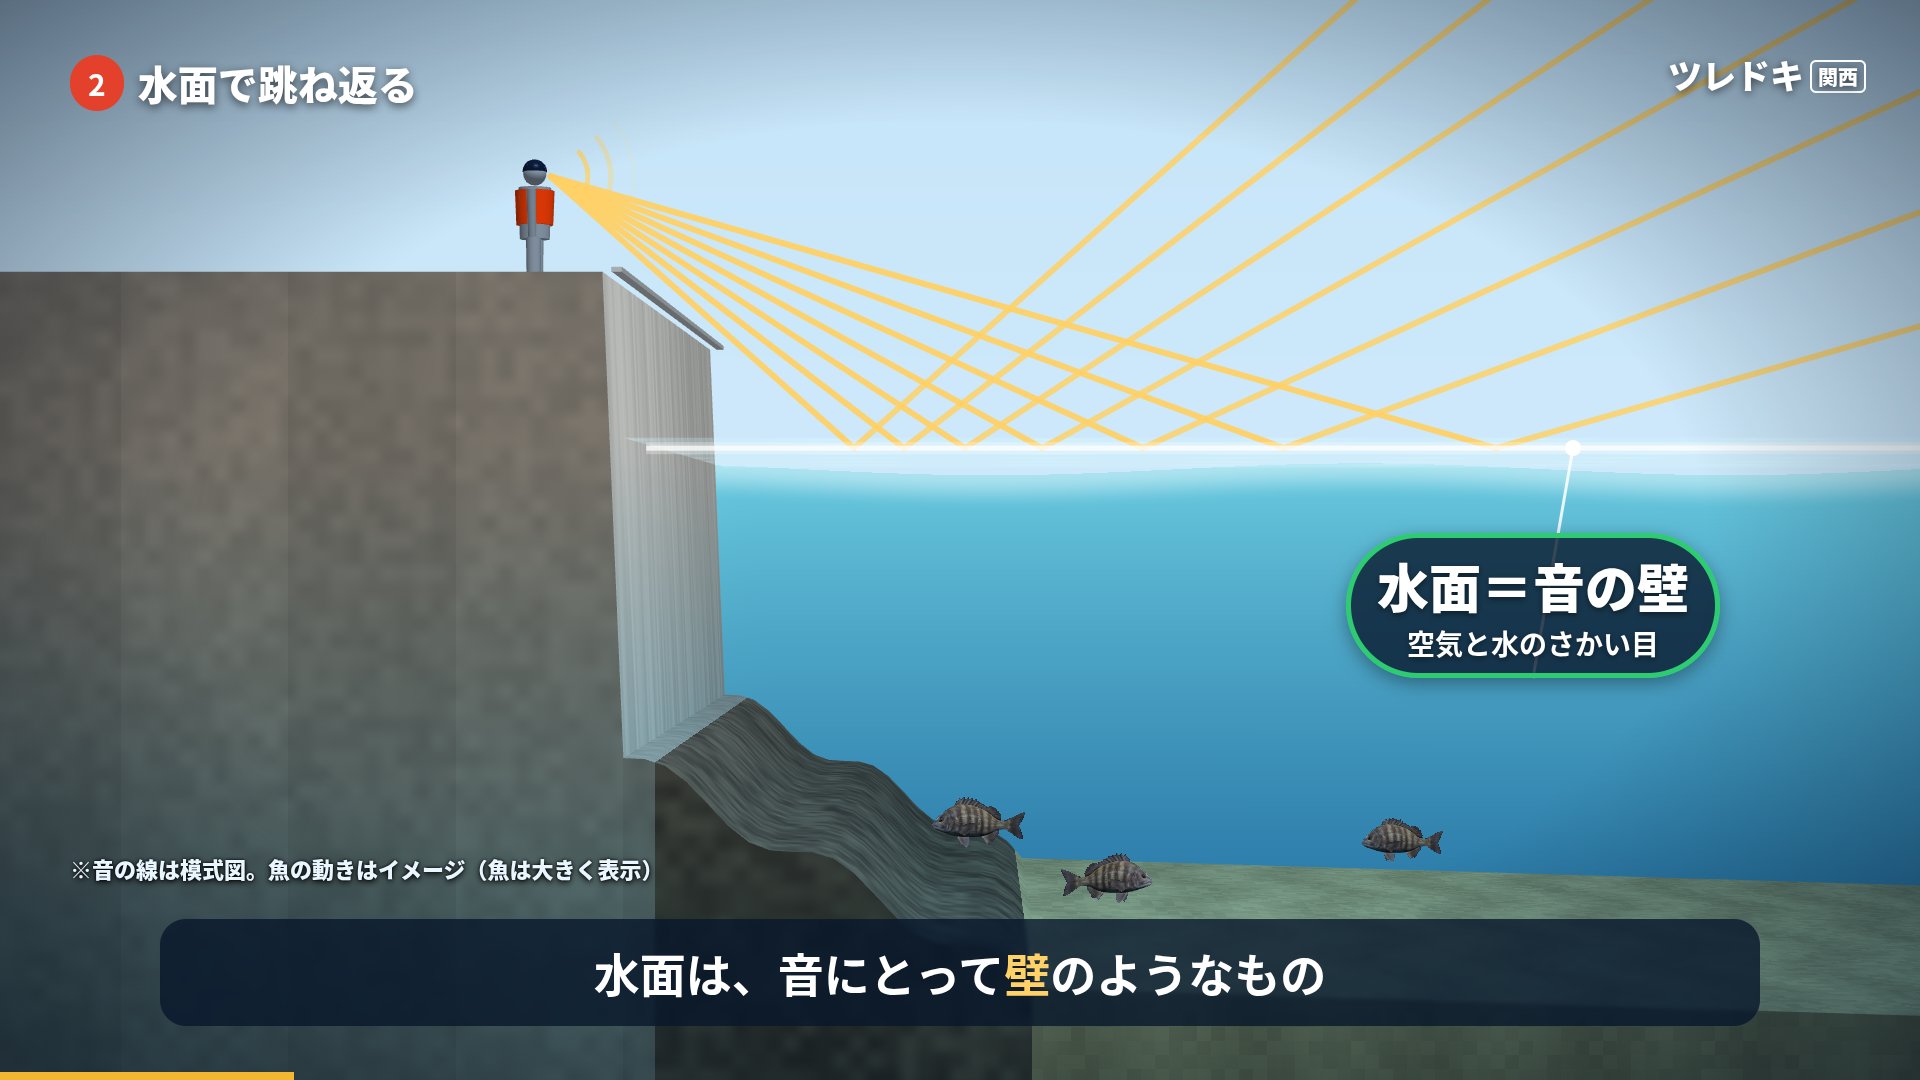 2 水面で跳ね返る
ツレドキ 関西
水面＝音の壁
空気と水のさかい目
※音の線は模式図。魚の動きはイメージ（魚は大きく表示）
水面は、音にとって壁のようなもの